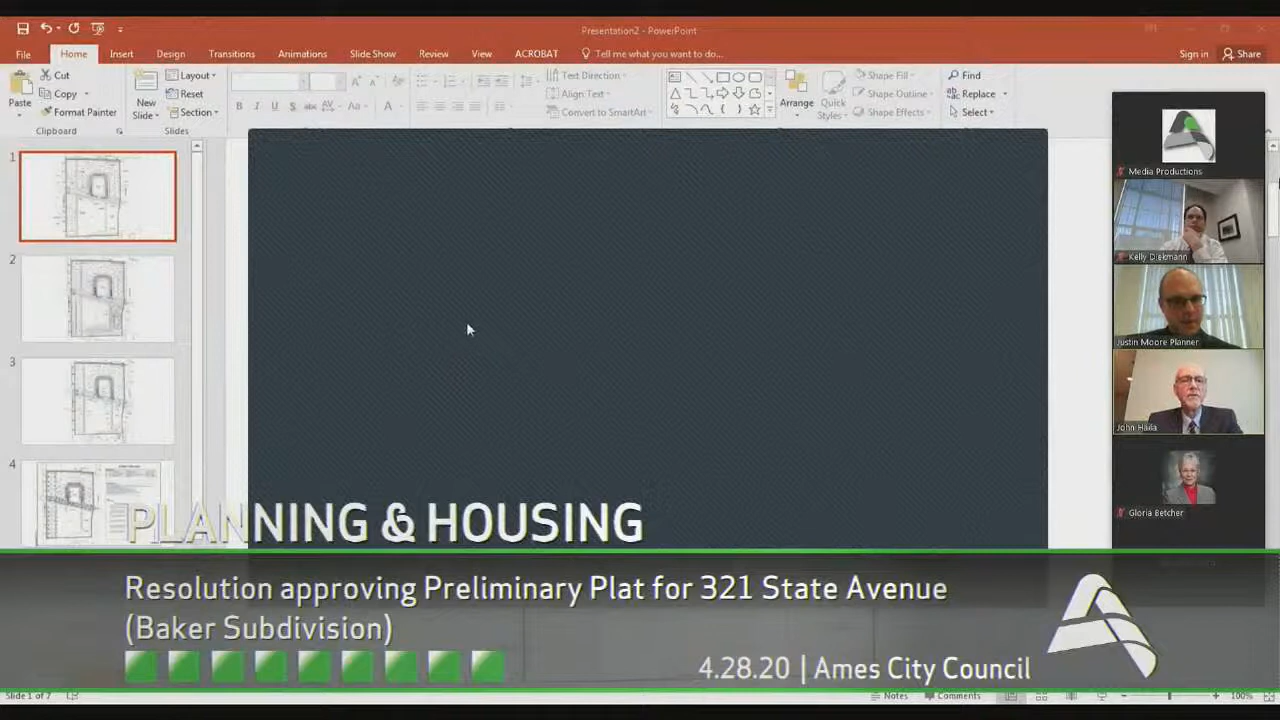 Presentation2 - PowerPoint
File Home Insert Design Transitions Animations Slide Show Review View ACROBAT Tell me what you want to do... Sign in Share
Paste
Cut
Copy
Format Painter
Clipboard
New
Slide
Layout
Reset
Section
Slides
Text Direction
Align Text
Convert to SmartArt
Arrange
Quick
Styles
Shape Fill
Shape Outline
Shape Effects
Find
Replace
Select
1
2
3
4
Media Productions
Kelly Diekmann
Justin Moore Planner
John Haila
Gloria Betcher
PLANNING & HOUSING
Resolution approving Preliminary Plat for 321 State Avenue
(Baker Subdivision)
4.28.20 | Ames City Council
Slide 1 of 7
Notes Comments 100%